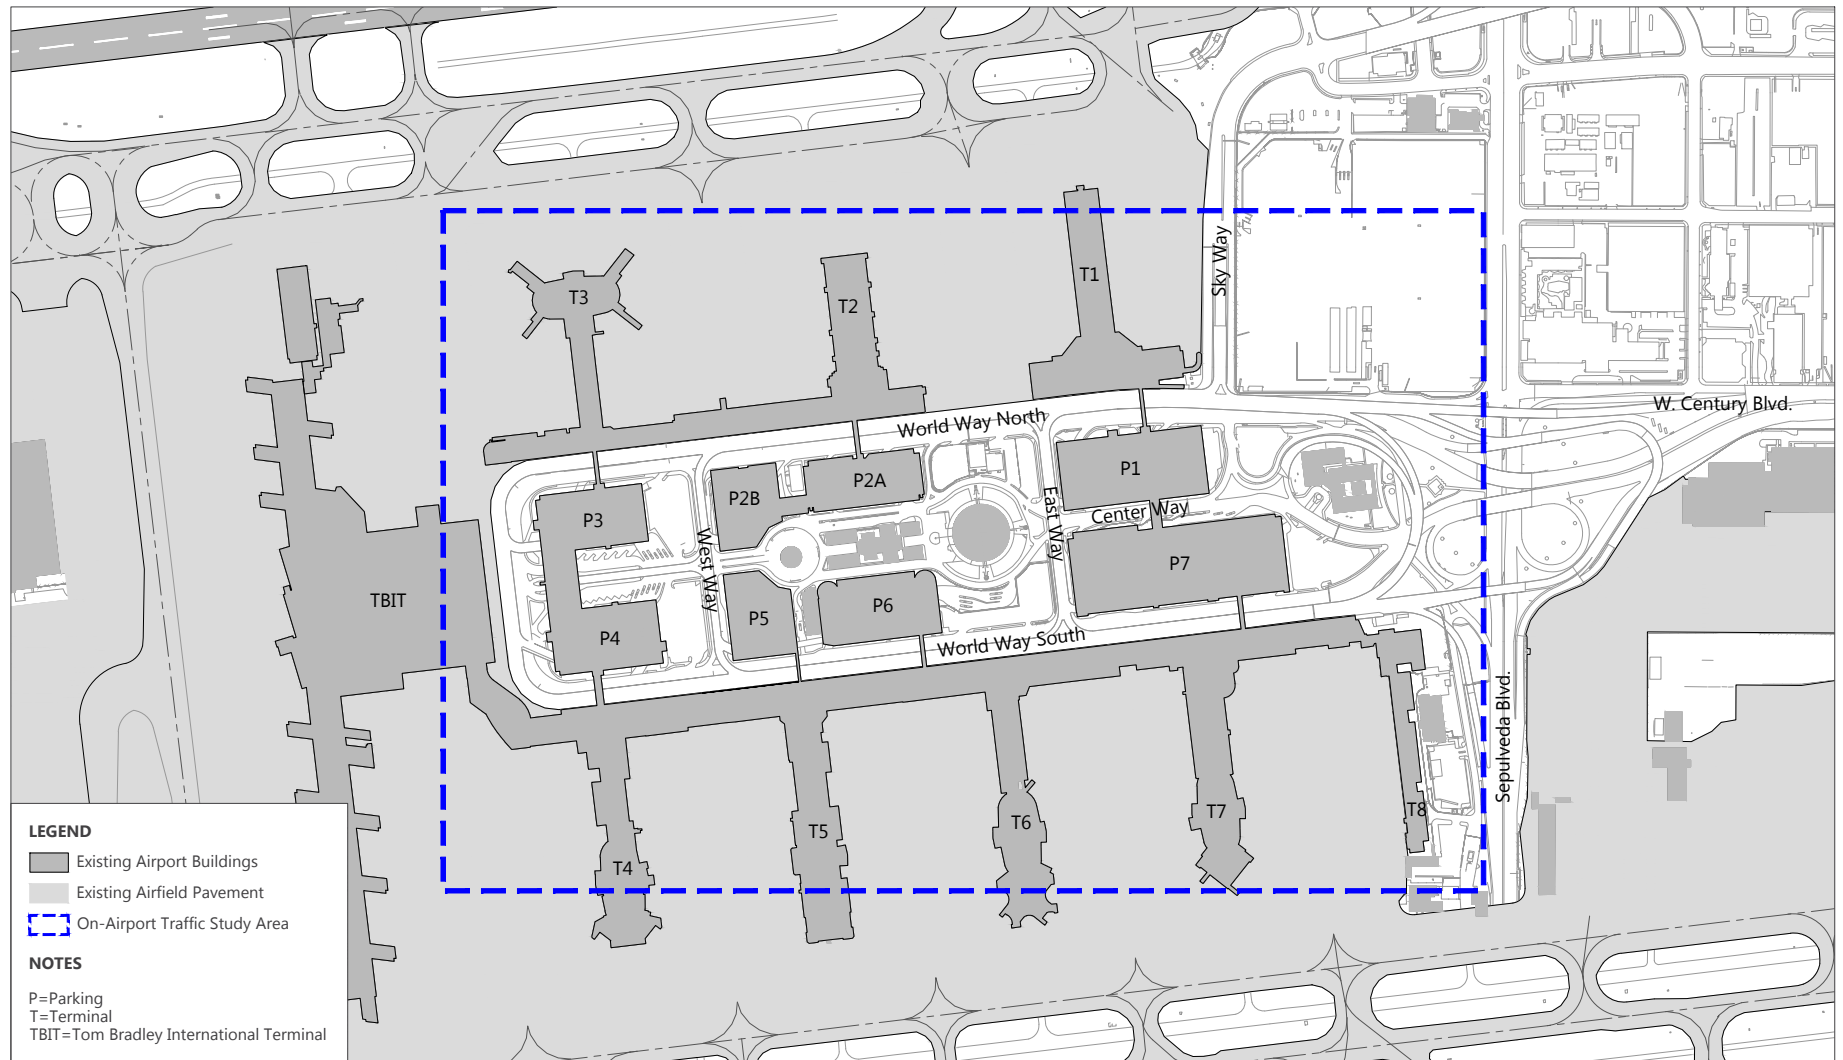 T1
Sky Way
T3
T2
W. Century Blvd.
World Way North
P1
P2A
P2B
Center Way
East Way
P3
West Way
P7
TBIT
P6
P5
P4
World Way South
Sepulveda Blvd.
T8
T7
T6
T5
T4
LEGEND
Existing Airport Buildings
Existing Airfield Pavement
On-Airport Traffic Study Area
NOTES
P=Parking
T=Terminal
TBIT=Tom Bradley International Terminal